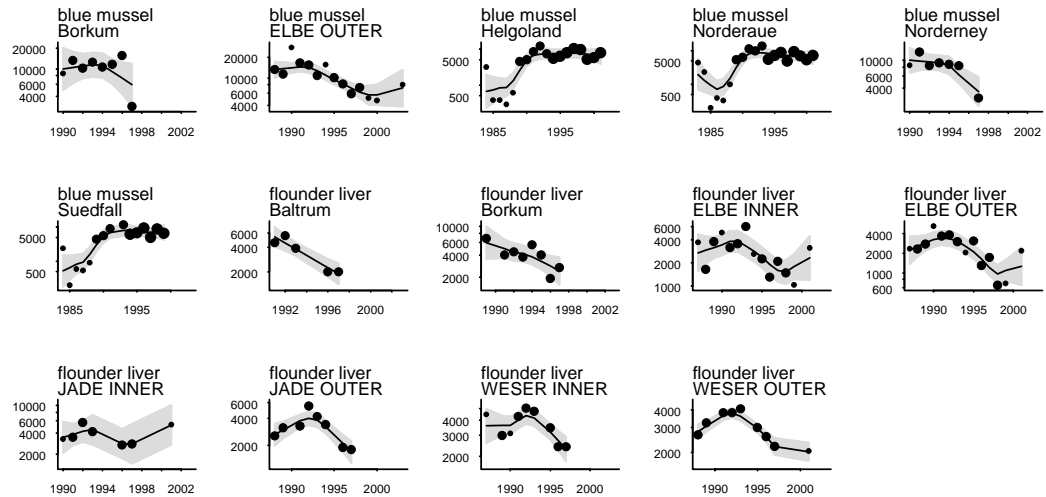 blue mussel
Borkum
20000
10000
6000
4000
1990 1994 1998 2002
blue mussel
ELBE OUTER
20000
10000
6000
4000
1990 1995 2000
blue mussel
Helgoland
5000
500
1985 1995
blue mussel
Norderaue
5000
500
1985 1995
blue mussel
Norderney
10000
6000
4000
1990 1994 1998 2002
blue mussel
Suedfall
5000
500
1985 1995
flounder liver
Baltrum
6000
4000
2000
1992 1996 2000
flounder liver
Borkum
10000
6000
4000
2000
1990 1994 1998 2002
flounder liver
ELBE INNER
6000
4000
2000
1000
1990 1995 2000
flounder liver
ELBE OUTER
4000
2000
1000
600
1990 1995 2000
flounder liver
JADE INNER
10000
6000
4000
2000
1990 1994 1998 2002
flounder liver
JADE OUTER
6000
4000
2000
1990 1995 2000
flounder liver
WESER INNER
4000
3000
2000
1990 1995 2000
flounder liver
WESER OUTER
4000
3000
2000
1990 1995 2000